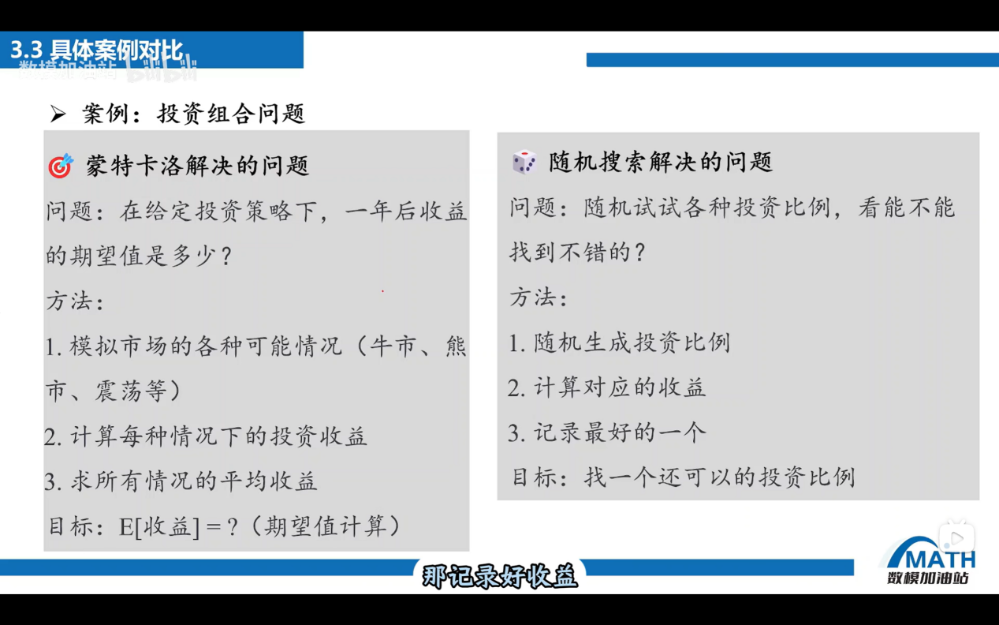 3.3 具体案例对比
数模加油站 bilibili
➢ 案例：投资组合问题
蒙特卡洛解决的问题
问题：在给定投资策略下，一年后收益
的期望值是多少？
方法：
1. 模拟市场的各种可能情况（牛市、熊
市、震荡等）
2. 计算每种情况下的投资收益
3. 求所有情况的平均收益
目标：E[收益] = ?（期望值计算）
随机搜索解决的问题
问题：随机试试各种投资比例，看能不能
找到不错的？
方法：
1. 随机生成投资比例
2. 计算对应的收益
3. 记录最好的一个
目标：找一个还可以的投资比例
那记录好收益
MATH
数模加油站